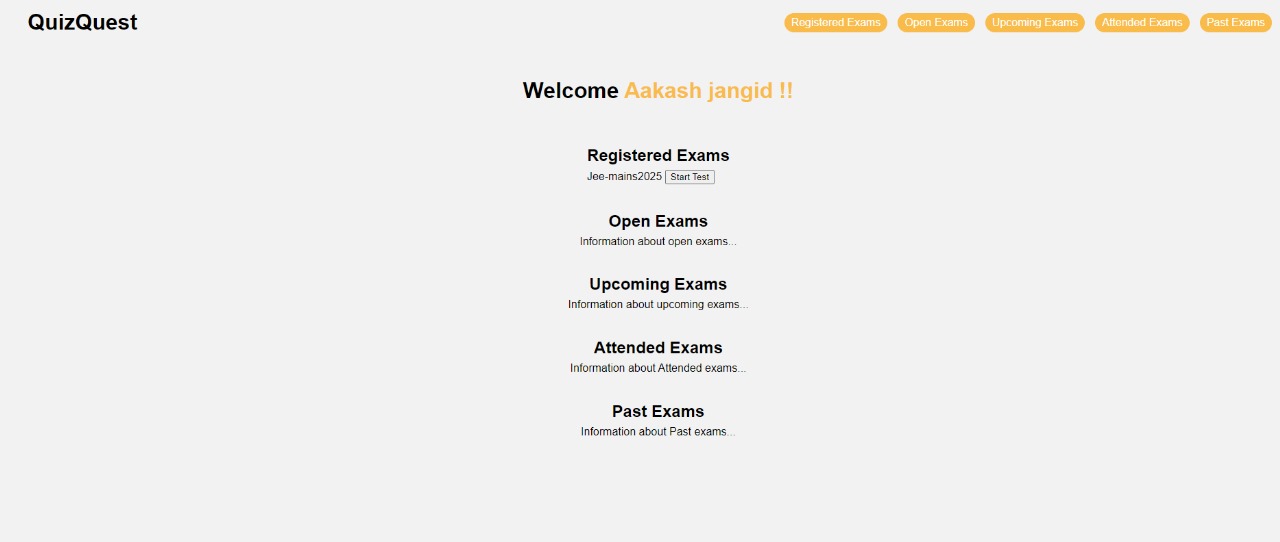 QuizQuest
Registered Exams Open Exams Upcoming Exams Attended Exams Past Exams
Welcome Aakash jangid !!
Registered Exams
Jee-mains2025 Start Test
Open Exams
Information about open exams...
Upcoming Exams
Information about upcoming exams...
Attended Exams
Information about Attended exams...
Past Exams
Information about Past exams...